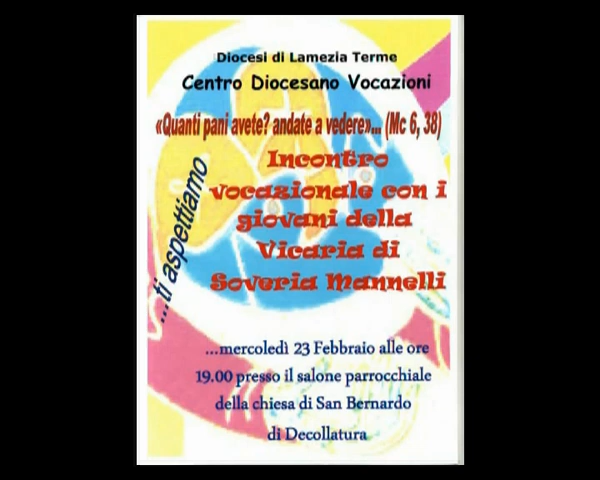 Diocesi di Lamezia Terme
Centro Diocesano Vocazioni
«Quanti pani avete? andate a vedere»... (Mc 6, 38)
Incontro
vocazionale con i
giovani della
Vicaria di
Soveria Mannelli
...ti aspettiamo
...mercoledì 23 Febbraio alle ore
19.00 presso il salone parrocchiale
della chiesa di San Bernardo
di Decollatura